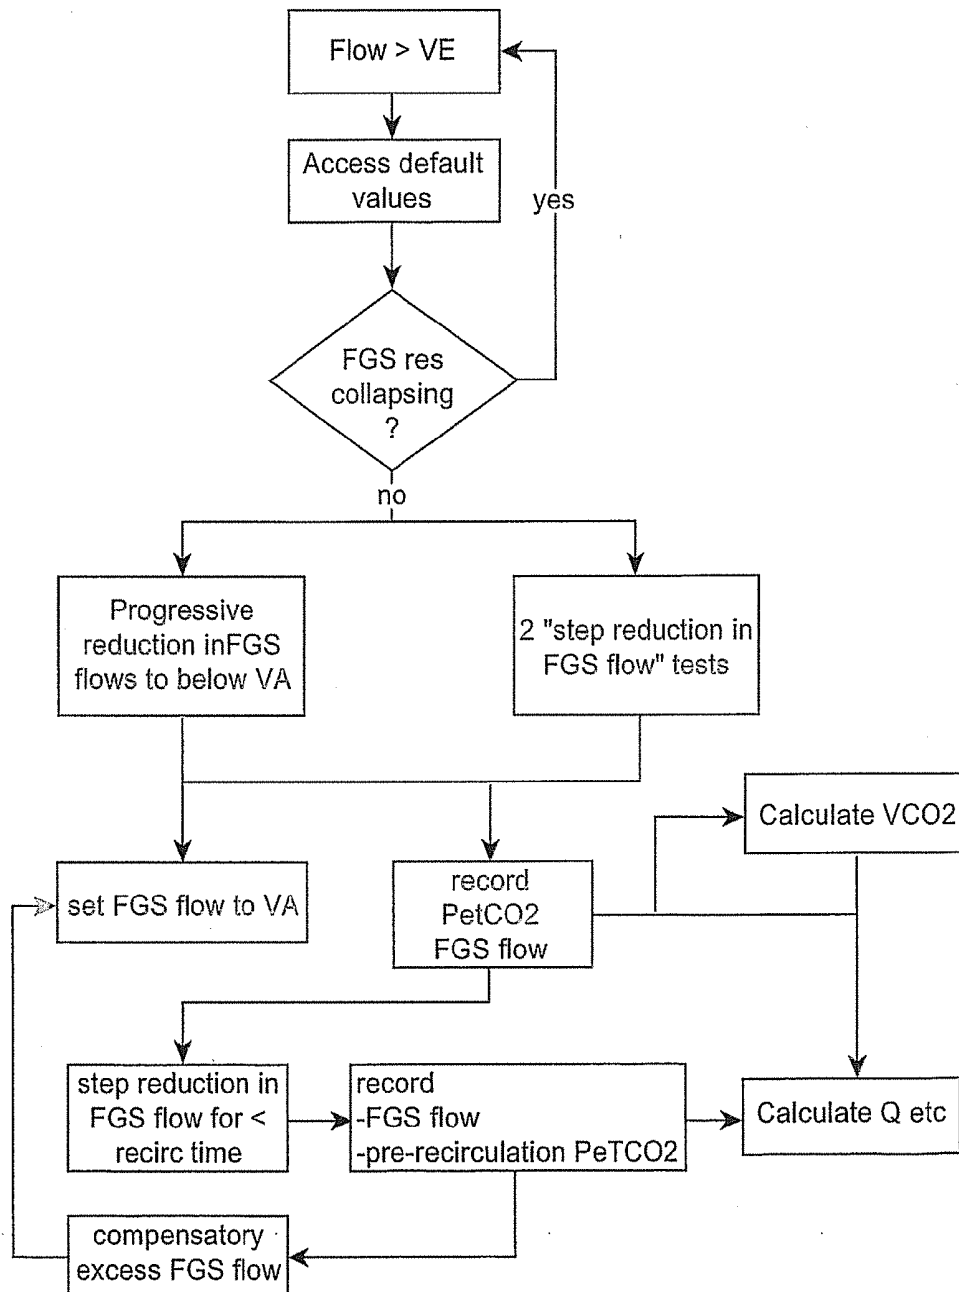 Flow > VE
Access default
values
yes
FGS res
collapsing
?
no
Progressive
reduction inFGS
flows to below VA
2 "step reduction in
FGS flow" tests
Calculate VCO2
set FGS flow to VA
record
PetCO2
FGS flow
step reduction in
FGS flow for <
recirc time
record
-FGS flow
-pre-recirculation PeTCO2
Calculate Q etc
compensatory
excess FGS flow